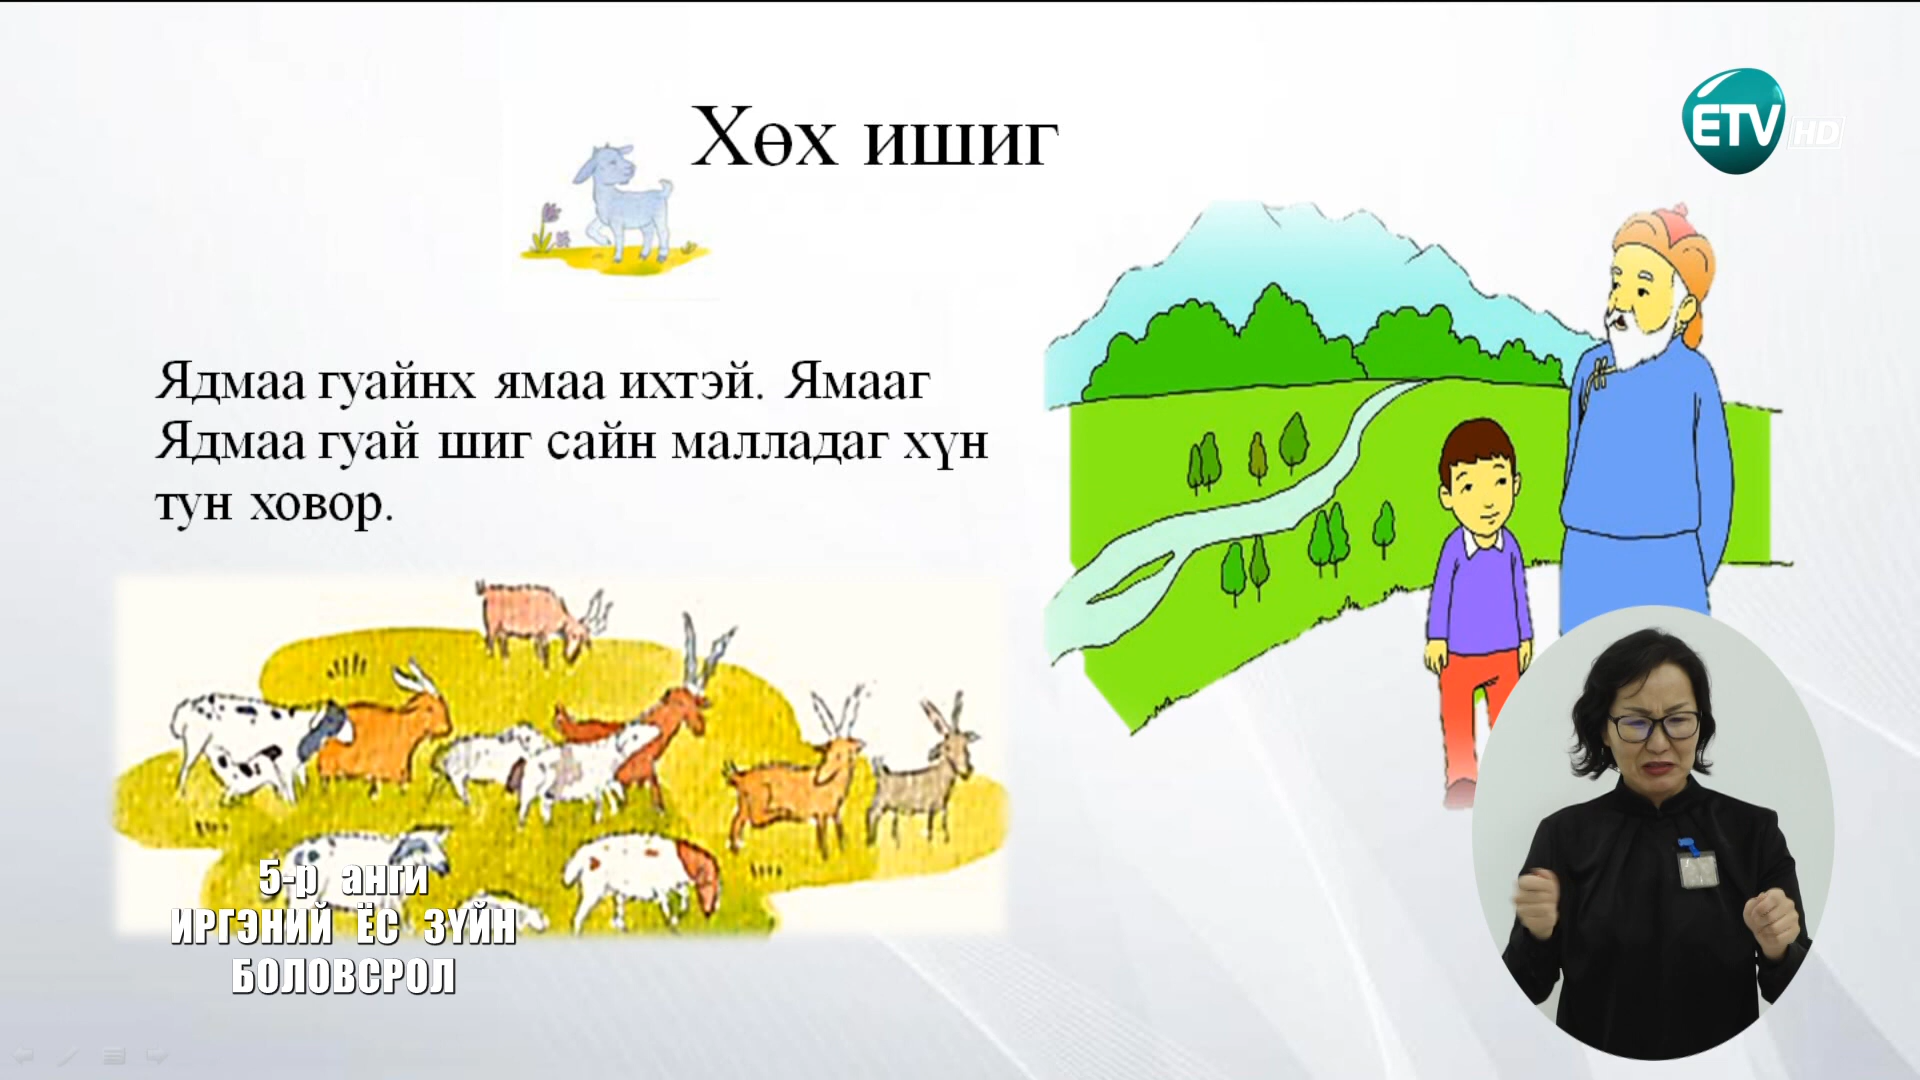 Хөх ишиг
ETV HD
Ядмаа гуайнх ямаа ихтэй. Ямааг
Ядмаа гуай шиг сайн малладаг хүн
тун ховор.
5-р анги
ИРГЭНИЙ ЁС ЗҮЙН
БОЛОВСРОЛ